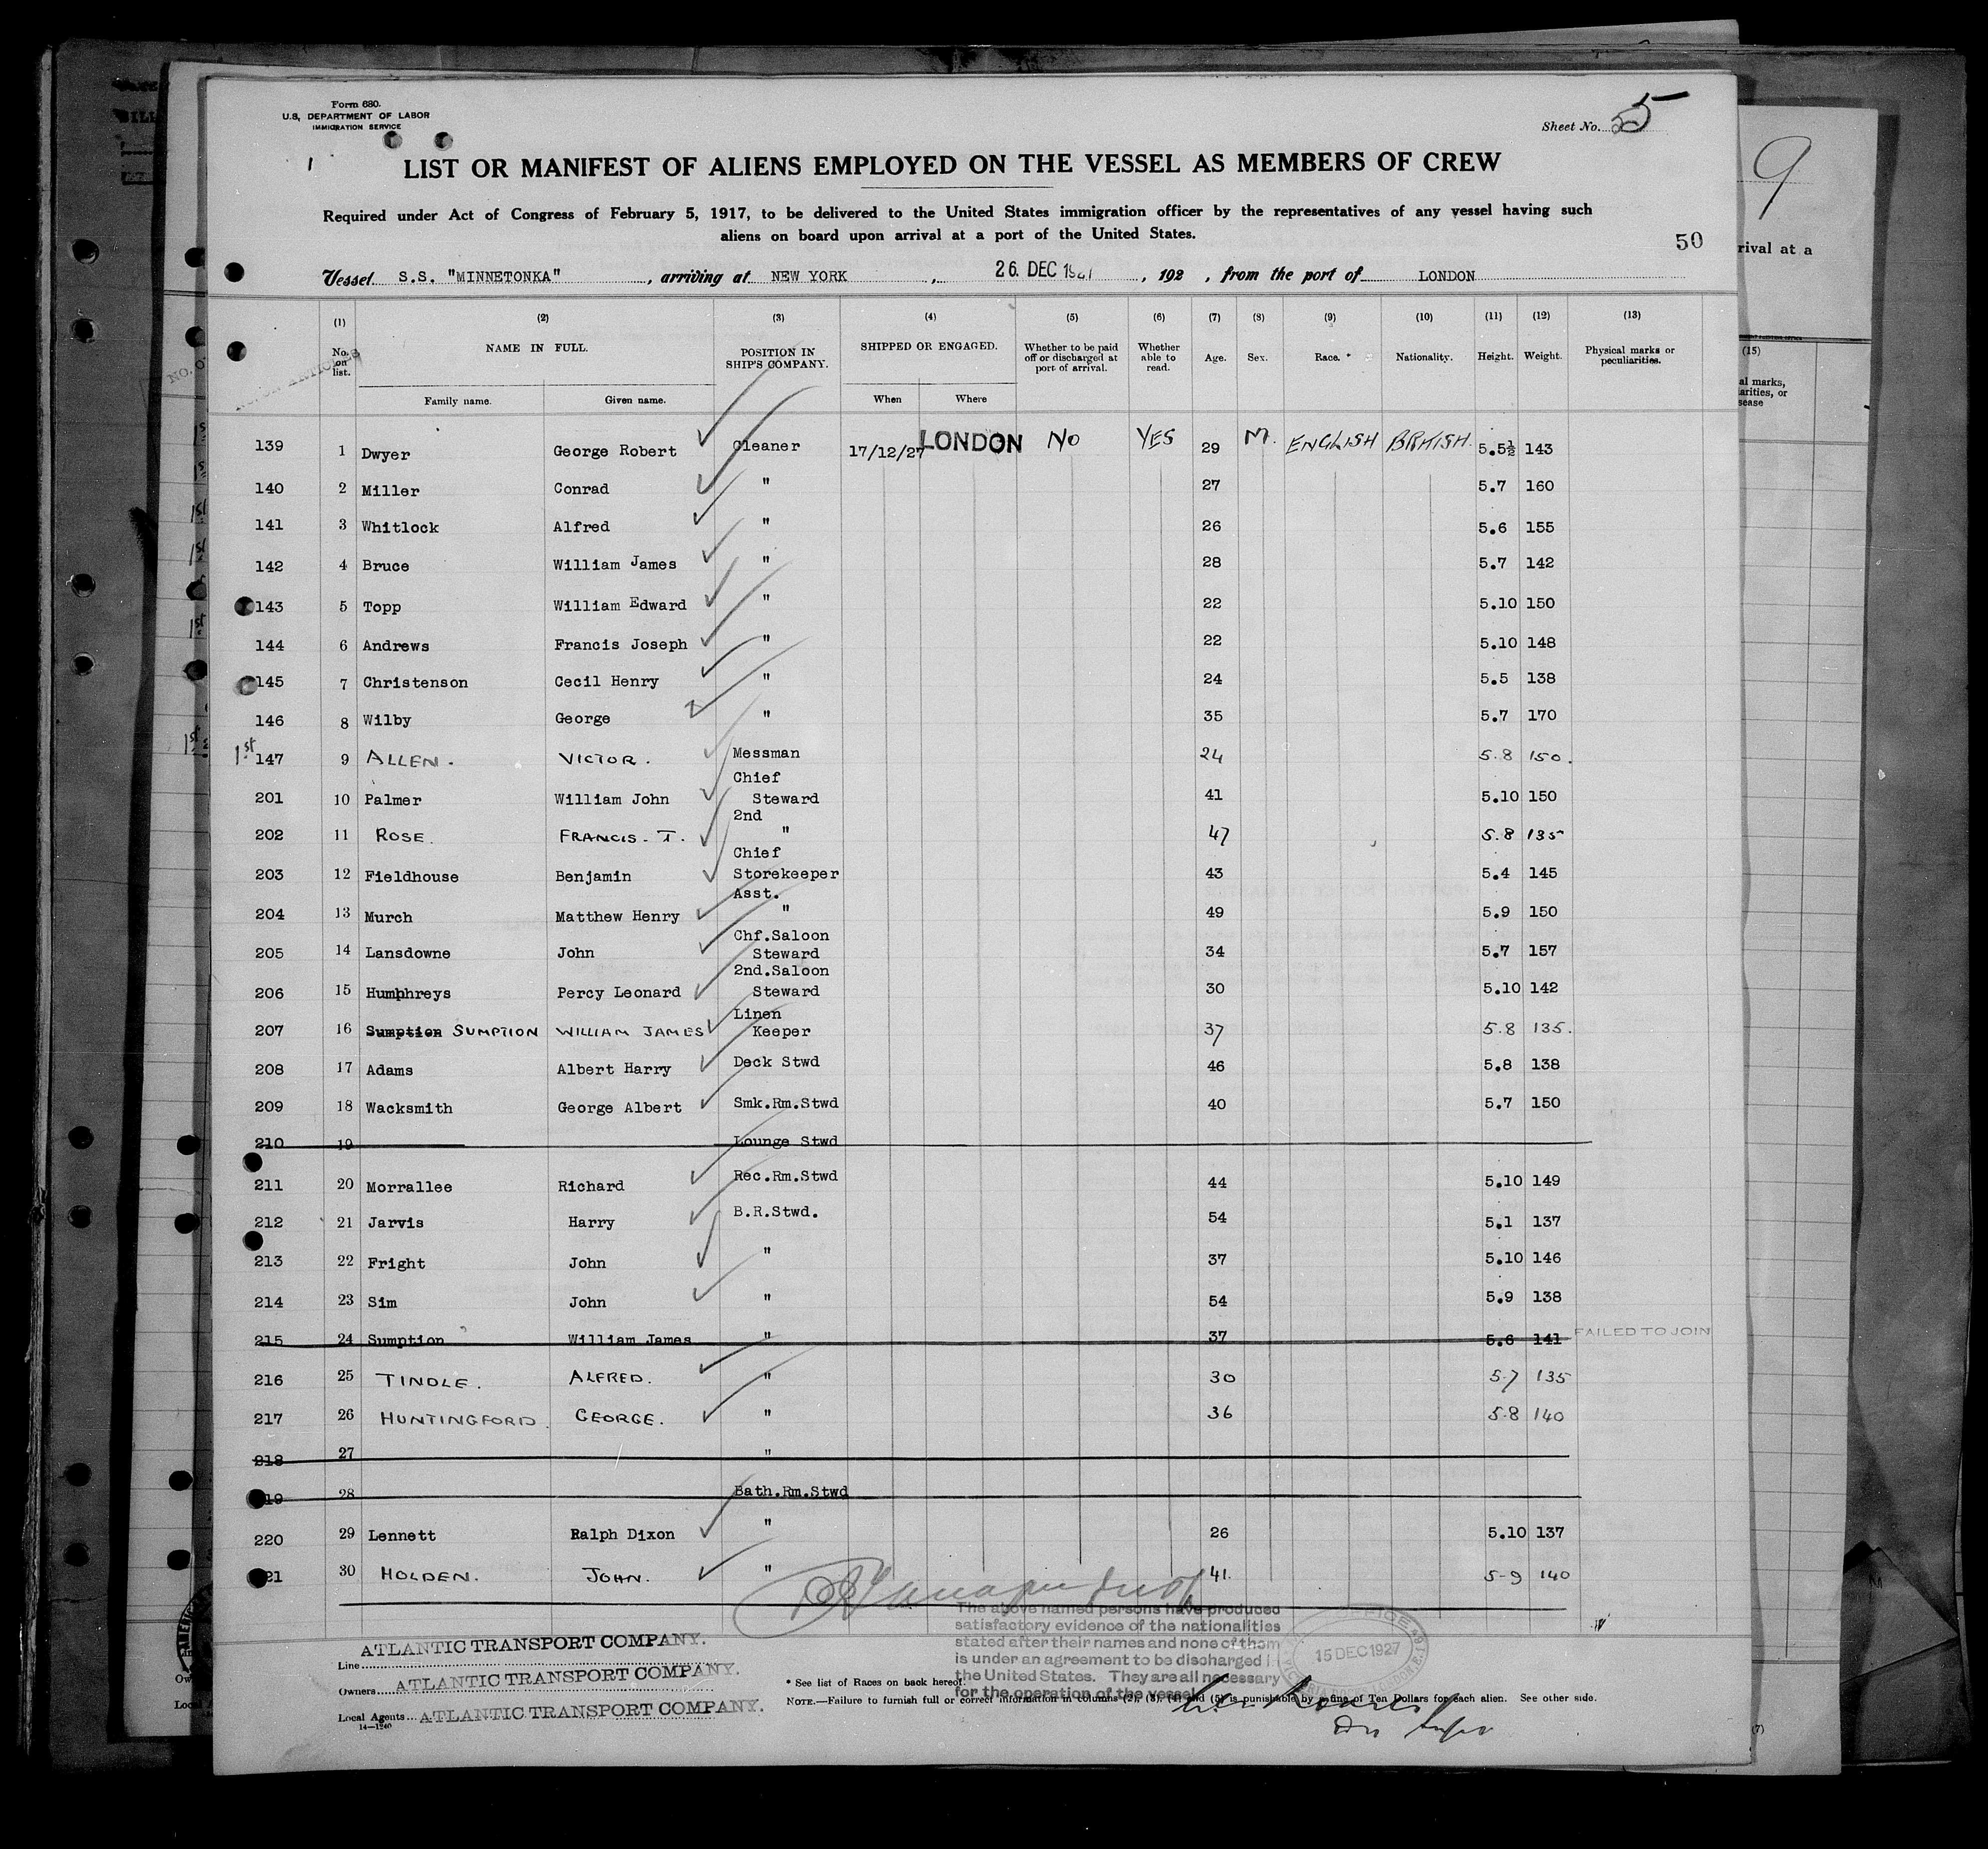 Form 680.
U.S. DEPARTMENT OF LABOR
IMMIGRATION SERVICE
Sheet No. 5
9
LIST OR MANIFEST OF ALIENS EMPLOYED ON THE VESSEL AS MEMBERS OF CREW
Required under Act of Congress of February 5, 1917, to be delivered to the United States immigration officer by the representatives of any vessel having such
aliens on board upon arrival at a port of the United States.
50
rival at a
Vessel S.S. "MINNETONKA", arriving at NEW YORK, 26. DEC 1927, 192 , from the port of LONDON
(1) (2) (3) (4) (5) (6) (7) (8) (9) (10) (11) (12) (13)
No. on list. NAME IN FULL. POSITION IN SHIP'S COMPANY. SHIPPED OR ENGAGED. Whether to be paid off or discharged at port of arrival. Whether able to read. Age. Sex. Race. * Nationality. Height. Weight. Physical marks or peculiarities.
(15)
al marks,
arities, or
sease
Family name. Given name. When Where
139 1 Dwyer George Robert Cleaner 17/12/27 LONDON NO YES 29 M. ENGLISH BRITISH. 5.5½ 143
140 2 Miller Conrad " 27 5.7 160
141 3 Whitlock Alfred " 26 5.6 155
142 4 Bruce William James " 28 5.7 142
143 5 Topp William Edward " 22 5.10 150
144 6 Andrews Francis Joseph " 22 5.10 148
145 7 Christenson Cecil Henry " 24 5.5 138
146 8 Wilby George " 35 5.7 170
1st 147 9 ALLEN. VICTOR. Messman 24 5.8 150.
201 10 Palmer William John Chief Steward 41 5.10 150
202 11 ROSE. FRANCIS. T. 2nd " 47 5.8 135
203 12 Fieldhouse Benjamin Chief Storekeeper 43 5.4 145
204 13 Murch Matthew Henry Asst. " 49 5.9 150
205 14 Lansdowne John Chf.Saloon Steward 34 5.7 157
206 15 Humphreys Percy Leonard 2nd.Saloon Steward 30 5.10 142
207 16 Sumption SUMPTION WILLIAM JAMES Linen Keeper 37 5.8 135.
208 17 Adams Albert Harry Deck Stwd 46 5.8 138
209 18 Wacksmith George Albert Smk.Rm.Stwd 40 5.7 150
210 19 Lounge Stwd
211 20 Morrallee Richard Rec.Rm.Stwd 44 5.10 149
212 21 Jarvis Harry B.R.Stwd. 54 5.1 137
213 22 Fright John " 37 5.10 146
214 23 Sim John " 54 5.9 138
215 24 Sumption William James " 37 5.6 141 FAILED TO JOIN
216 25 TINDLE. ALFRED. " 30 5.7 135
217 26 HUNTINGFORD. GEORGE. " 36 5.8 140
218 27 "
19 28 Bath.Rm.Stwd
220 29 Lennett Ralph Dixon " 26 5.10 137
21 30 HOLDEN. JOHN. " 41. 5-9 140
The above named persons have produced
satisfactory evidence of the nationalities
stated after their names and none of them
is under an agreement to be discharged in
the United States. They are all necessary
for the operation of the vessel.
15 DEC 1927
Line ATLANTIC TRANSPORT COMPANY.
Owners ATLANTIC TRANSPORT COMPANY.
Local Agents ATLANTIC TRANSPORT COMPANY.
14—1240
* See list of Races on back hereof.
NOTE.—Failure to furnish full or correct information in columns (2), (3), (4) and (5) is punishable by a fine of Ten Dollars for each alien. See other side.